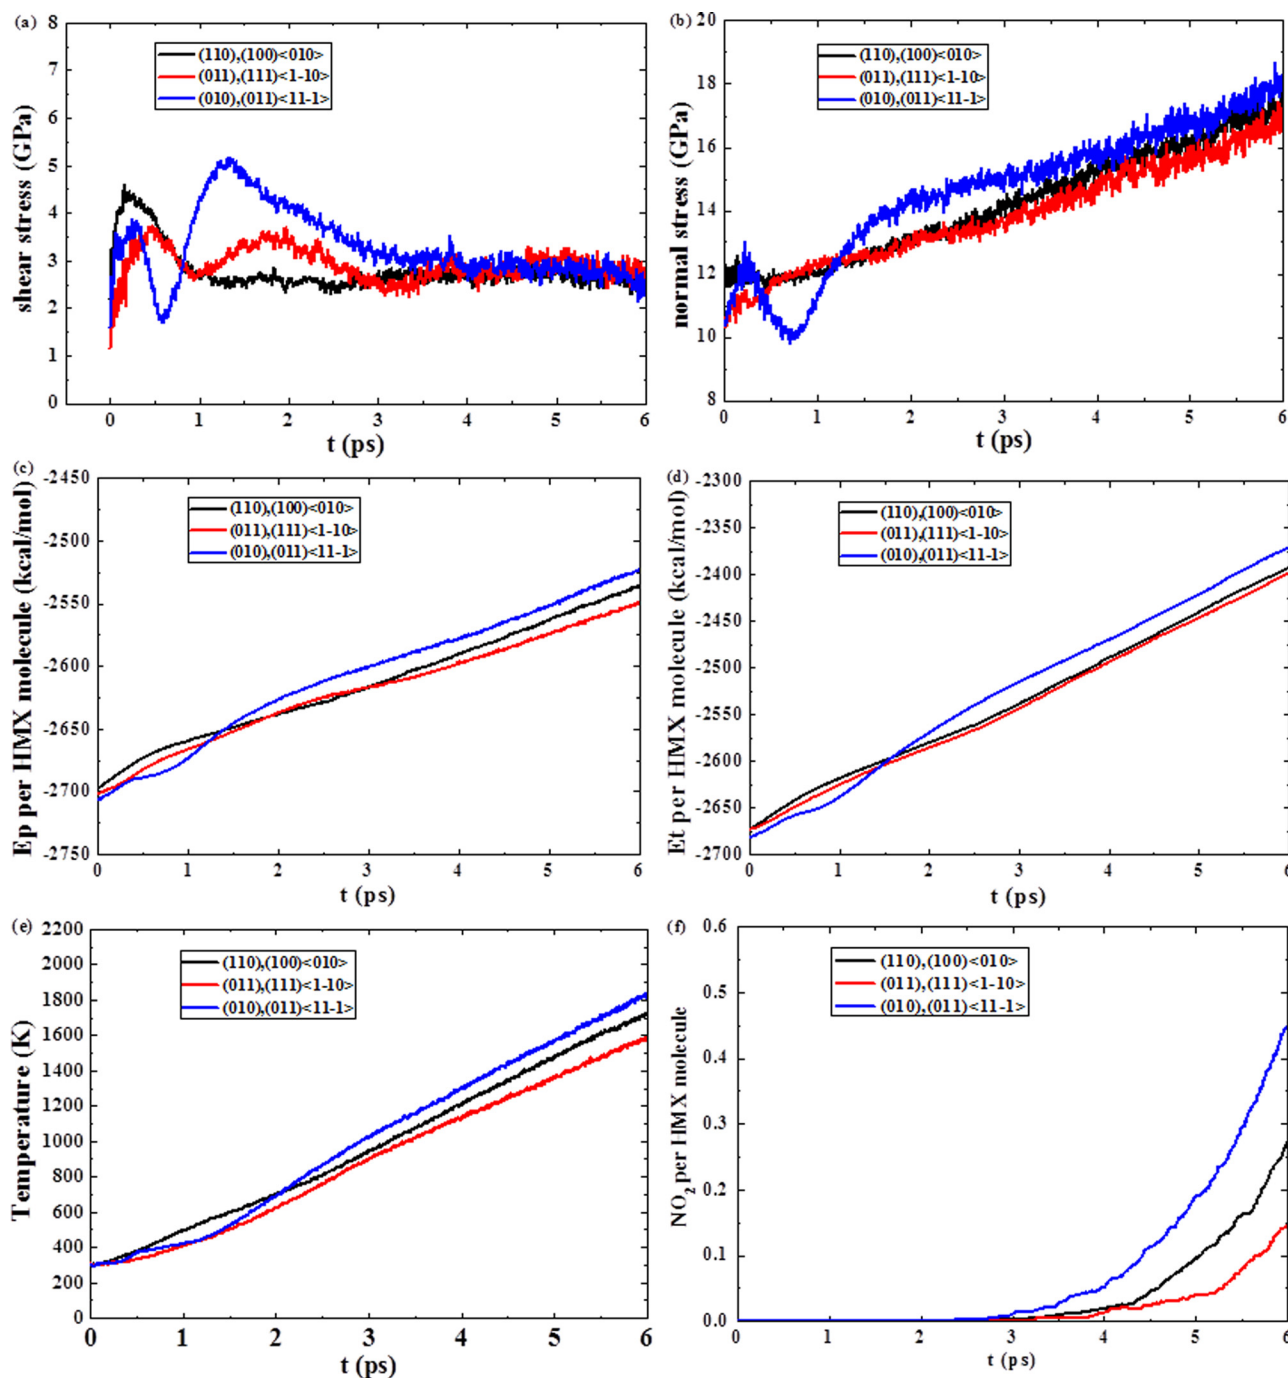 (a)
8
7
6
5
4
3
2
1
0
shear stress (GPa)
(110),(100)<010>
(011),(111)<1-10>
(010),(011)<11-1>
0 1 2 3 4 5 6
t (ps)
(b)
20
18
16
14
12
10
8
normal stress (GPa)
(110),(100)<010>
(011),(111)<1-10>
(010),(011)<11-1>
0 1 2 3 4 5 6
t (ps)
(c)
-2450
-2500
-2550
-2600
-2650
-2700
-2750
Ep per HMX molecule (kcal/mol)
(110),(100)<010>
(011),(111)<1-10>
(010),(011)<11-1>
0 1 2 3 4 5 6
t (ps)
(d)
-2300
-2350
-2400
-2450
-2500
-2550
-2600
-2650
-2700
Et per HMX molecule (kcal/mol)
(110),(100)<010>
(011),(111)<1-10>
(010),(011)<11-1>
0 1 2 3 4 5 6
t (ps)
(e)
2200
2000
1800
1600
1400
1200
1000
800
600
400
200
0
Temperature (K)
(110),(100)<010>
(011),(111)<1-10>
(010),(011)<11-1>
0 1 2 3 4 5 6
t (ps)
(f)
0.6
0.5
0.4
0.3
0.2
0.1
0.0
NO2 per HMX molecule
(110),(100)<010>
(011),(111)<1-10>
(010),(011)<11-1>
0 1 2 3 4 5 6
t (ps)